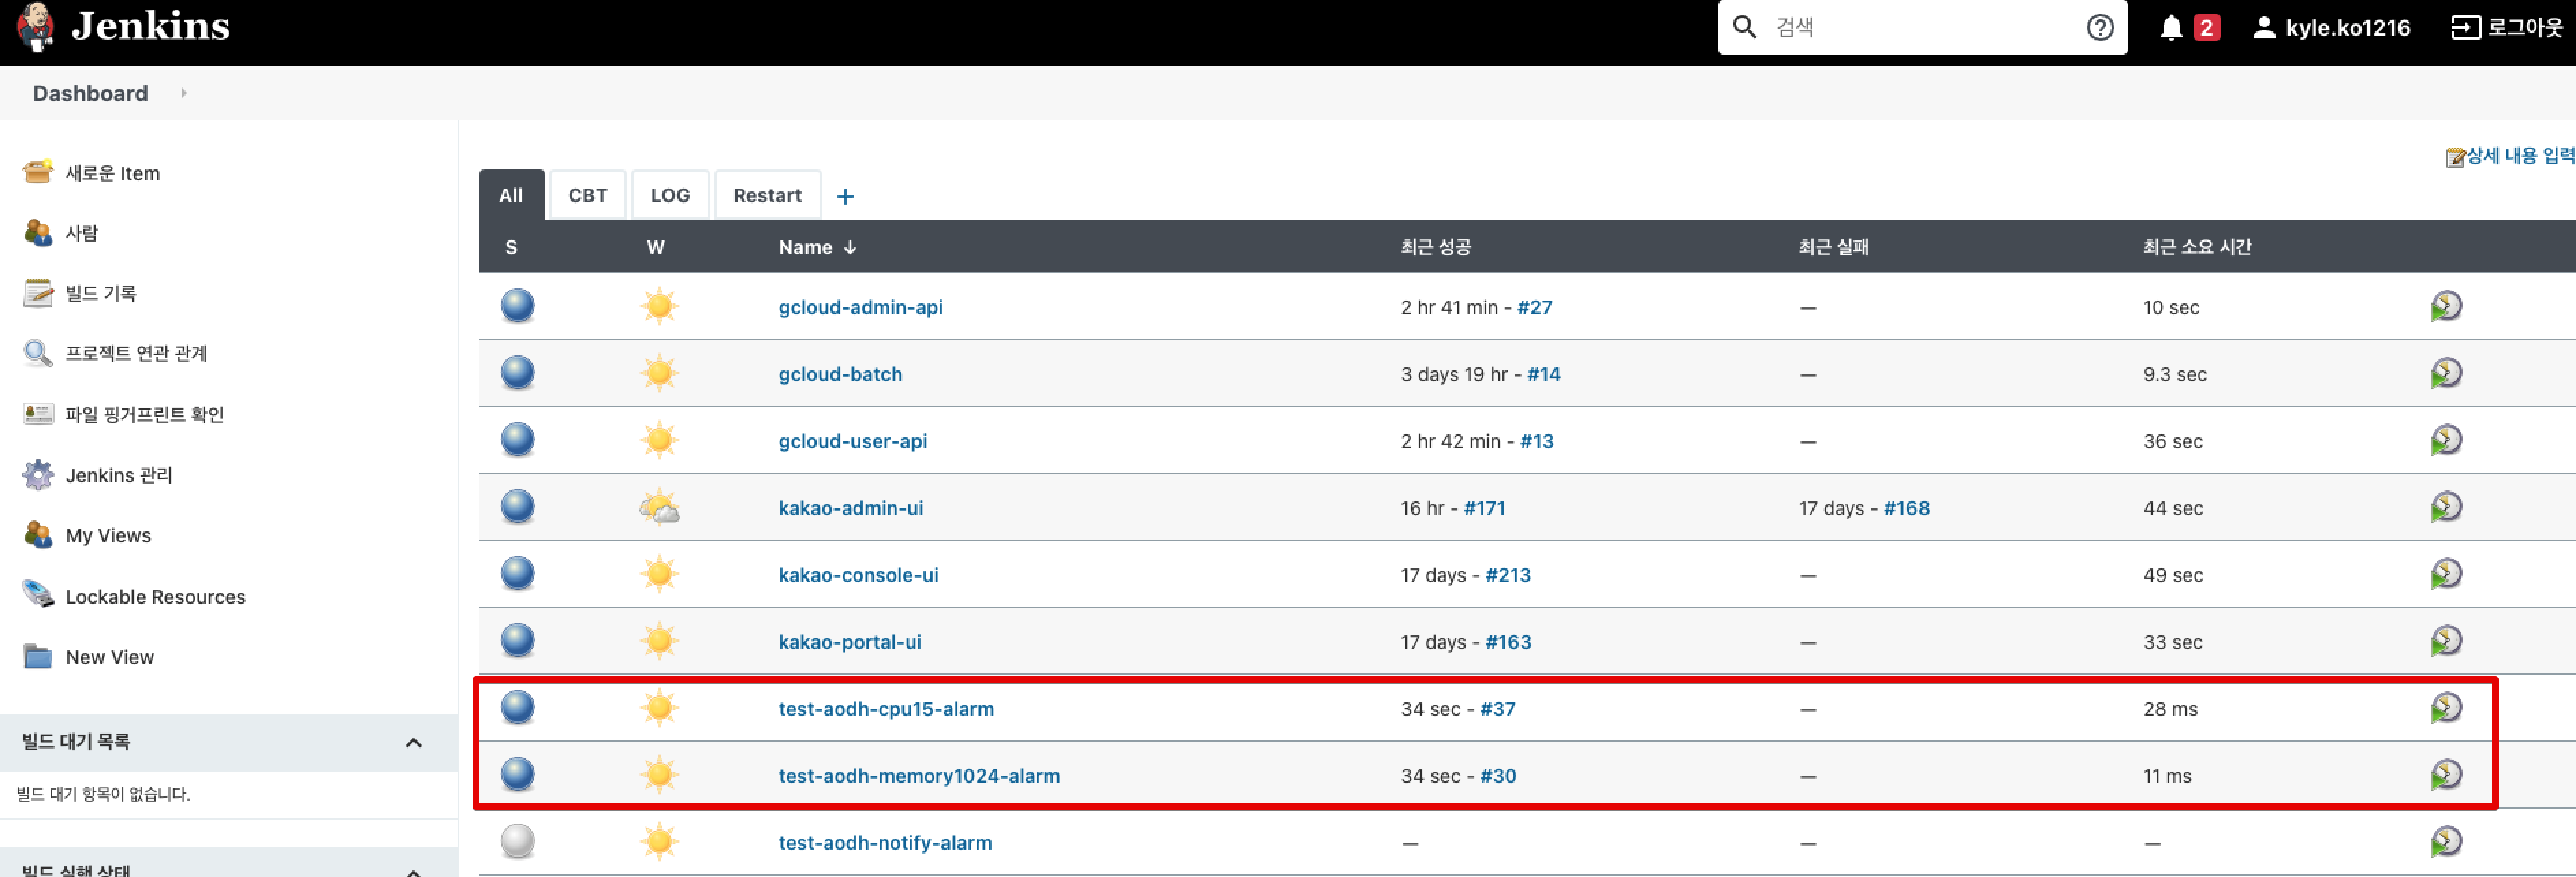 Jenkins
검색
2
kyle.ko1216
로그아웃
Dashboard
새로운 Item
사람
빌드 기록
프로젝트 연관 관계
파일 핑거프린트 확인
Jenkins 관리
My Views
Lockable Resources
New View
빌드 대기 목록
빌드 대기 항목이 없습니다.
빌드 실행 상태
상세 내용 입력
All CBT LOG Restart +
S W Name ↓ 최근 성공 최근 실패 최근 소요 시간
gcloud-admin-api 2 hr 41 min - #27 — 10 sec
gcloud-batch 3 days 19 hr - #14 — 9.3 sec
gcloud-user-api 2 hr 42 min - #13 — 36 sec
kakao-admin-ui 16 hr - #171 17 days - #168 44 sec
kakao-console-ui 17 days - #213 — 49 sec
kakao-portal-ui 17 days - #163 — 33 sec
test-aodh-cpu15-alarm 34 sec - #37 — 28 ms
test-aodh-memory1024-alarm 34 sec - #30 — 11 ms
test-aodh-notify-alarm — — —